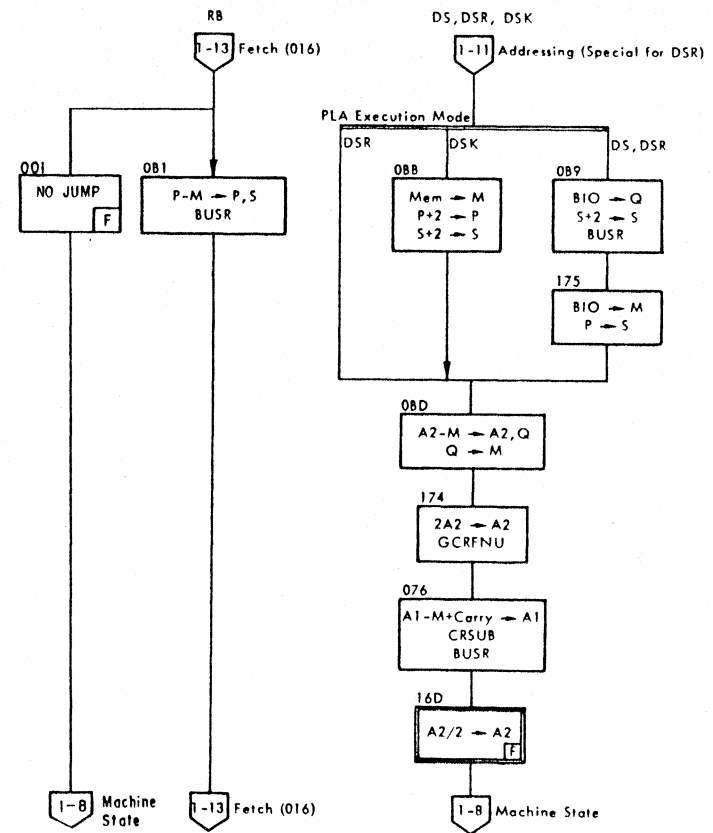 RB
1-13 Fetch (016)
001
NO JUMP
F
0B1
P-M → P,S
BUSR
1-8 Machine State
1-13 Fetch (016)
DS,DSR, DSK
1-11 Addressing (Special for DSR)
PLA Execution Mode
DSR
DSK
DS,DSR
0BB
Mem → M
P+2 → P
S+2 → S
0B9
BIO → Q
S+2 → S
BUSR
175
BIO → M
P → S
0BD
A2-M → A2,Q
Q → M
174
2A2 → A2
GCRFNU
076
A1-M+Carry → A1
CRSUB
BUSR
16D
A2/2 → A2
F
1-8 Machine State